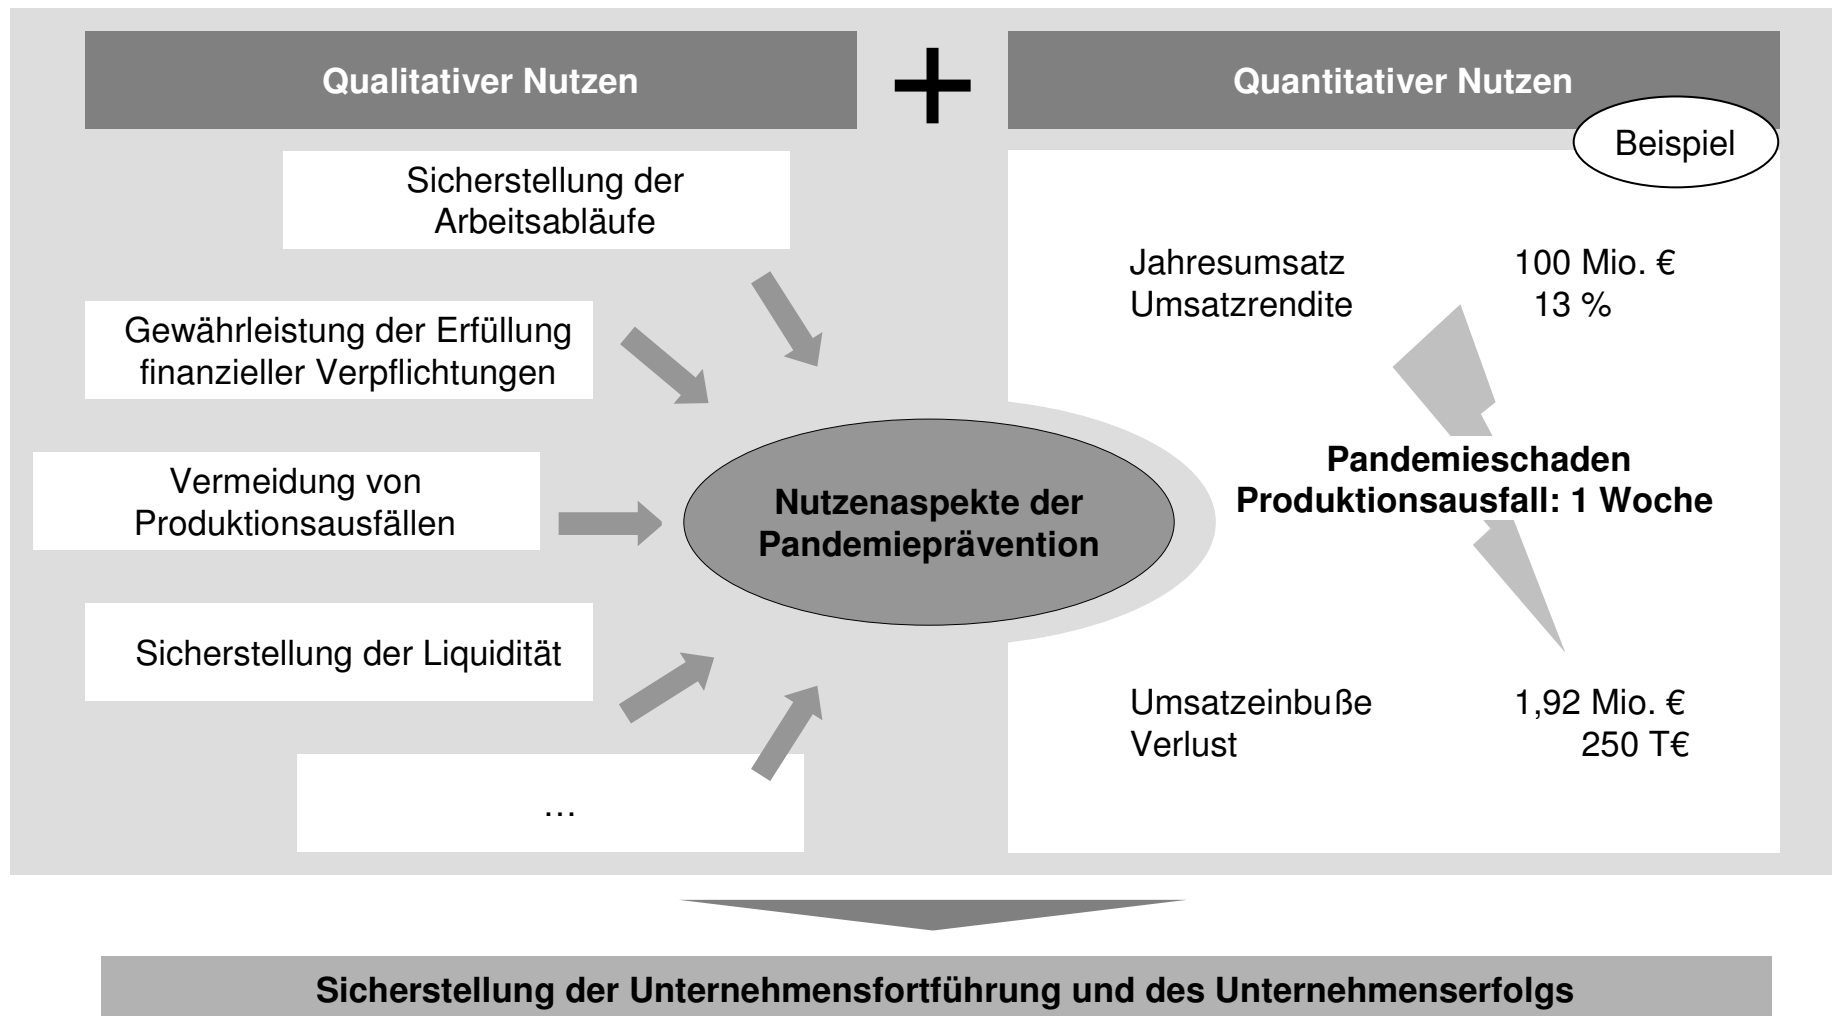 Qualitativer Nutzen
+
Quantitativer Nutzen
Beispiel
Sicherstellung der
Arbeitsabläufe
Gewährleistung der Erfüllung
finanzieller Verpflichtungen
Vermeidung von
Produktionsausfällen
Sicherstellung der Liquidität
…
Nutzenaspekte der
Pandemieprävention
Jahresumsatz 100 Mio. €
Umsatzrendite 13 %
Pandemieschaden
Produktionsausfall: 1 Woche
Umsatzeinbuße 1,92 Mio. €
Verlust 250 T€
Sicherstellung der Unternehmensfortführung und des Unternehmenserfolgs